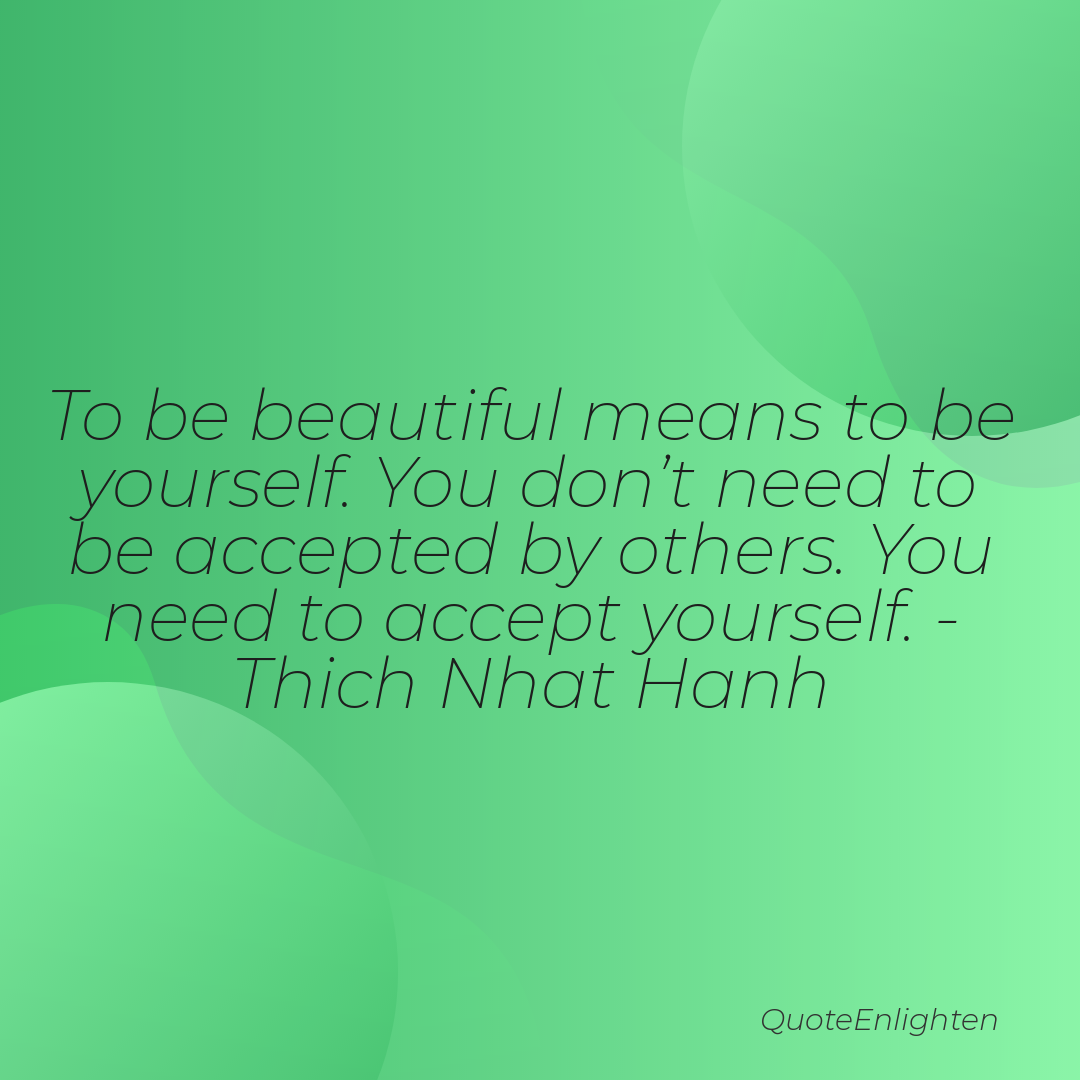 To be beautiful means to be
yourself. You don’t need to
be accepted by others. You
need to accept yourself. -
Thich Nhat Hanh
QuoteEnlighten